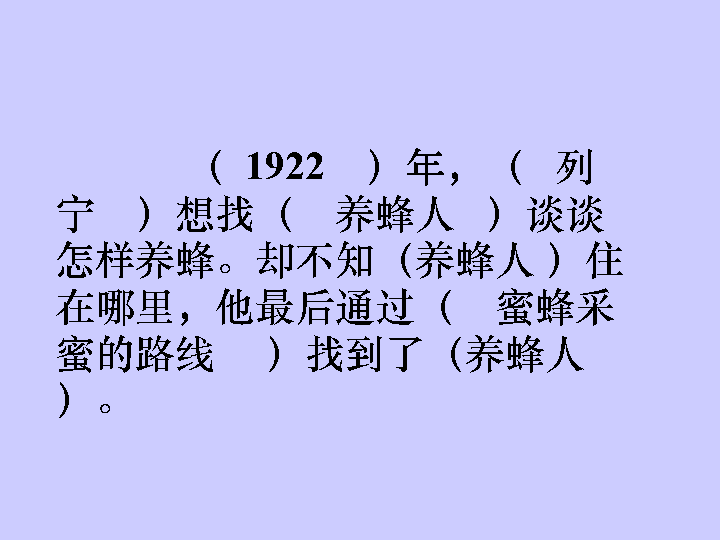 （ 1922 ）年，（ 列
宁 ）想找（ 养蜂人 ）谈谈
怎样养蜂。却不知（养蜂人 ）住
在哪里，他最后通过（ 蜜蜂采
蜜的路线 ）找到了（养蜂人
）。